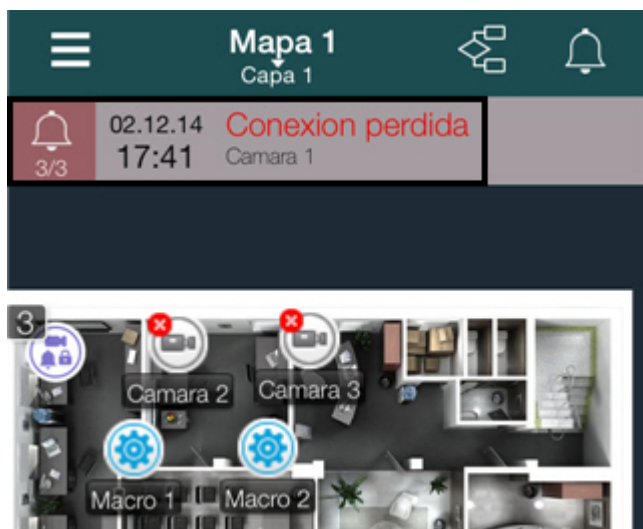 Mapa 1
Capa 1
02.12.14 Conexion perdida
3/3 17:41 Camara 1
3
Camara 2 Camara 3
Macro 1 Macro 2